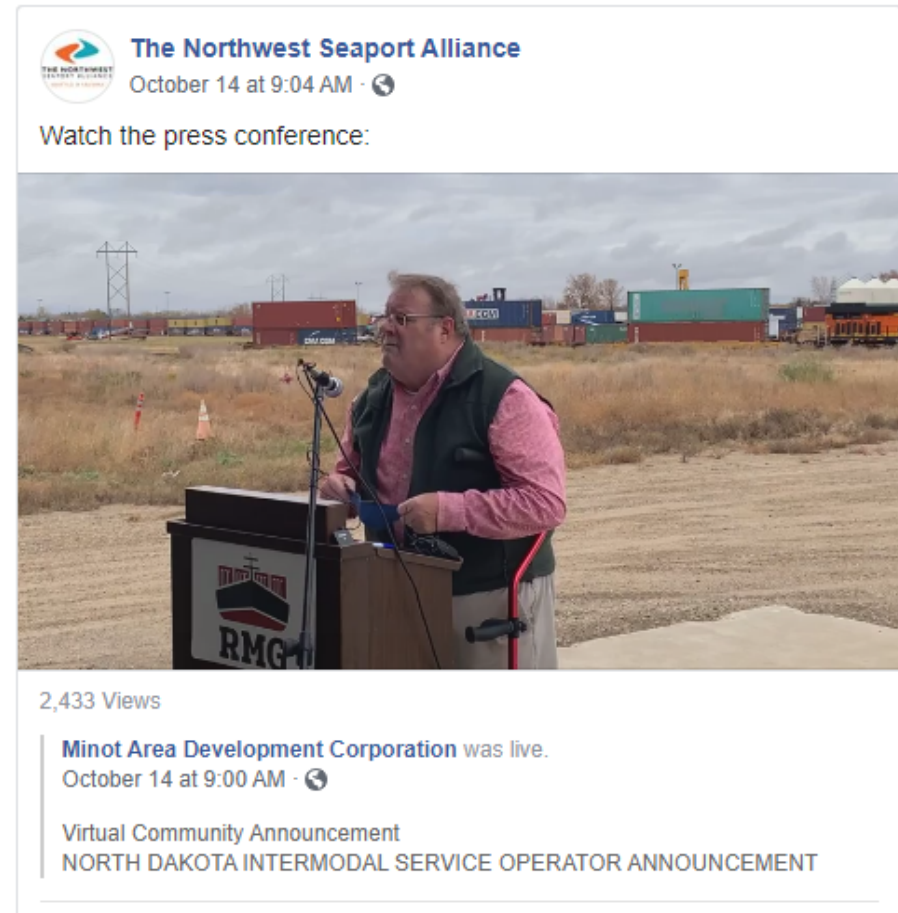 The Northwest Seaport Alliance
October 14 at 9:04 AM ·
Watch the press conference:
RMG
2,433 Views
Minot Area Development Corporation was live.
October 14 at 9:00 AM ·
Virtual Community Announcement
NORTH DAKOTA INTERMODAL SERVICE OPERATOR ANNOUNCEMENT